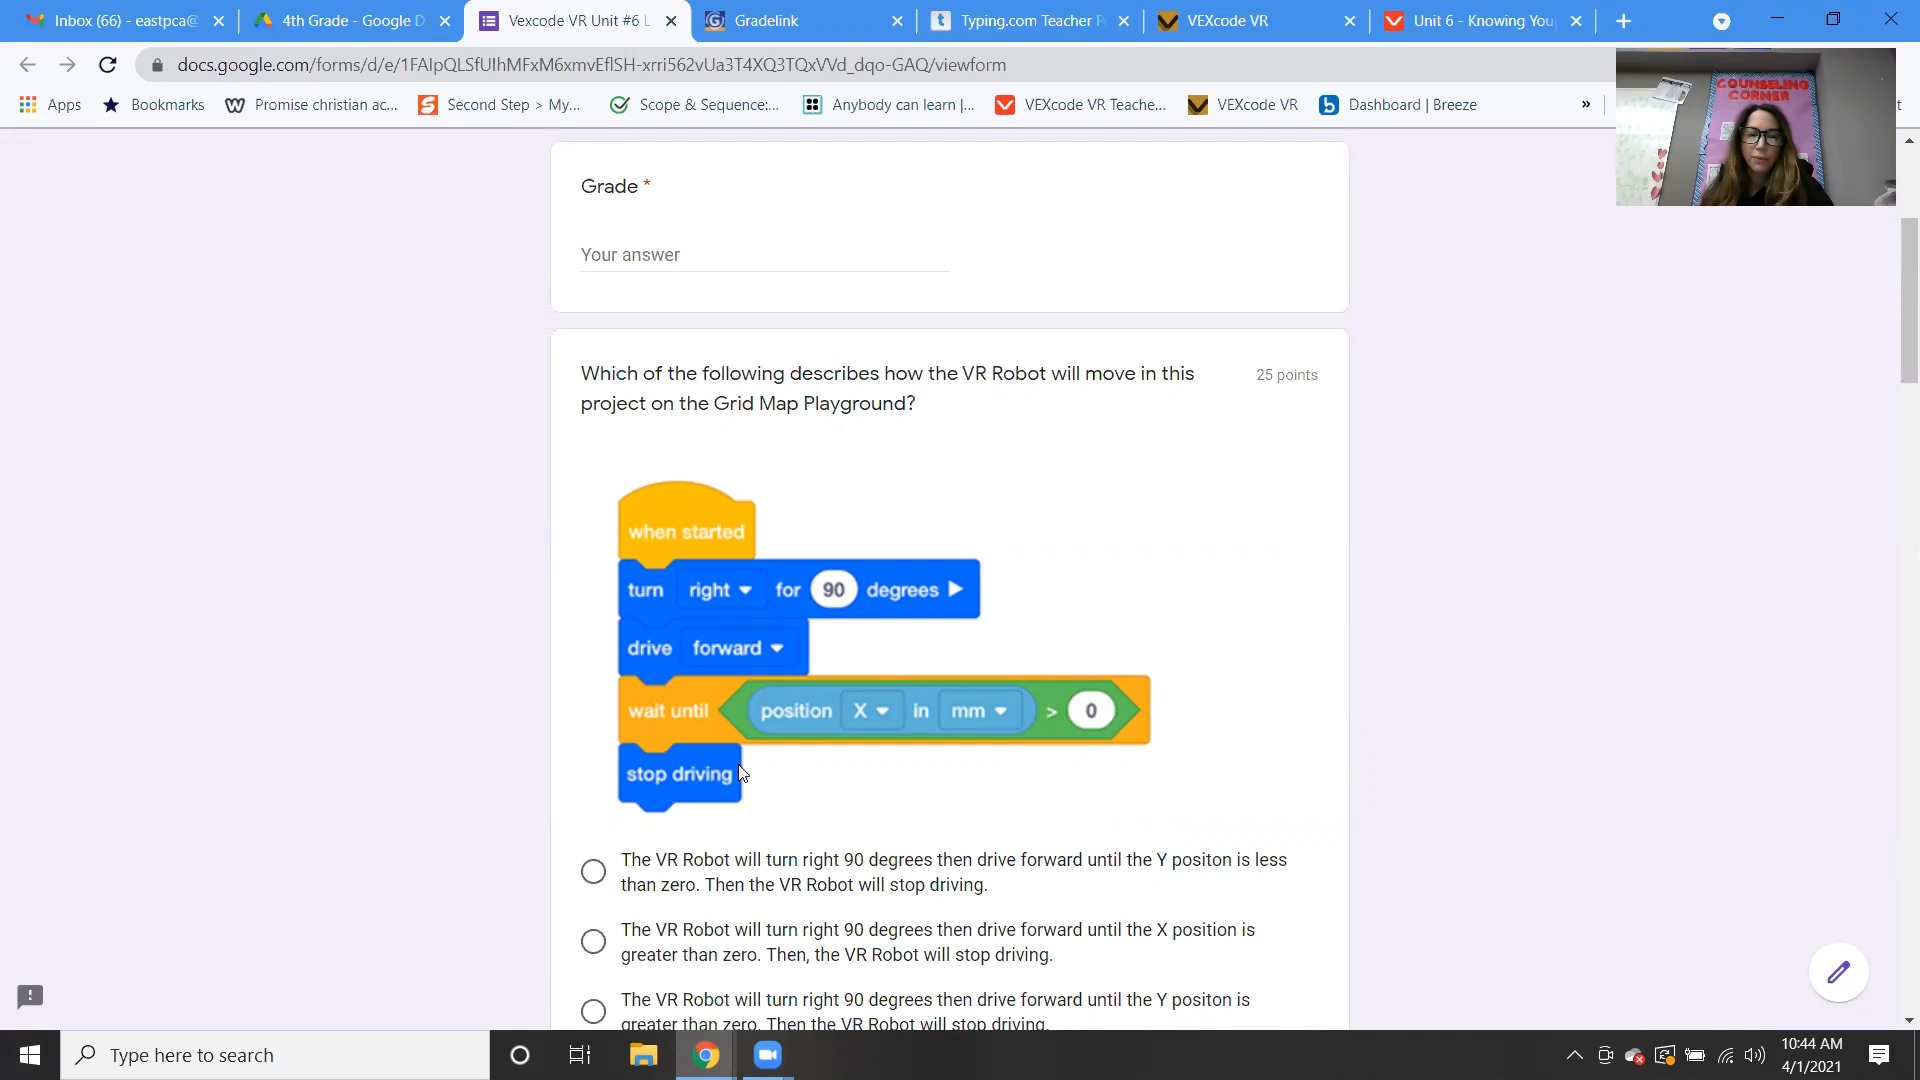 Inbox (66) - eastpca@
4th Grade - Google D
Vexcode VR Unit #6 L
Gradelink
Typing.com Teacher P
VEXcode VR
Unit 6 - Knowing You
docs.google.com/forms/d/e/1FAIpQLSfUIhMFxM6xmvEflSH-xrri562vUa3T4XQ3TQxVVd_dqo-GAQ/viewform
Apps
Bookmarks
Promise christian ac...
Second Step > My...
Scope & Sequence:...
Anybody can learn |...
VEXcode VR Teache...
VEXcode VR
Dashboard | Breeze
»
COUNSELING
CORNER
Grade *
Your answer
Which of the following describes how the VR Robot will move in this
project on the Grid Map Playground?
25 points
when started
turn right for 90 degrees
drive forward
wait until position X in mm > 0
stop driving
The VR Robot will turn right 90 degrees then drive forward until the Y positon is less
than zero. Then the VR Robot will stop driving.
The VR Robot will turn right 90 degrees then drive forward until the X position is
greater than zero. Then, the VR Robot will stop driving.
The VR Robot will turn right 90 degrees then drive forward until the Y positon is
greater than zero. Then the VR Robot will stop driving.
Type here to search
10:44 AM
4/1/2021